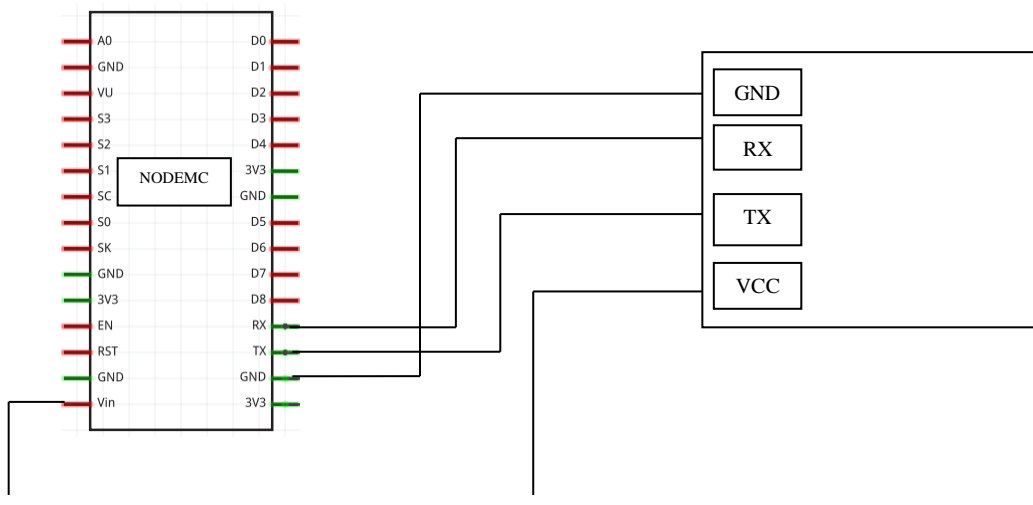 A0
GND
VU
S3
S2
S1
SC
S0
SK
GND
3V3
EN
RST
GND
Vin
NODEMC
D0
D1
D2
D3
D4
3V3
GND
D5
D6
D7
D8
RX
TX
GND
3V3
GND
RX
TX
VCC